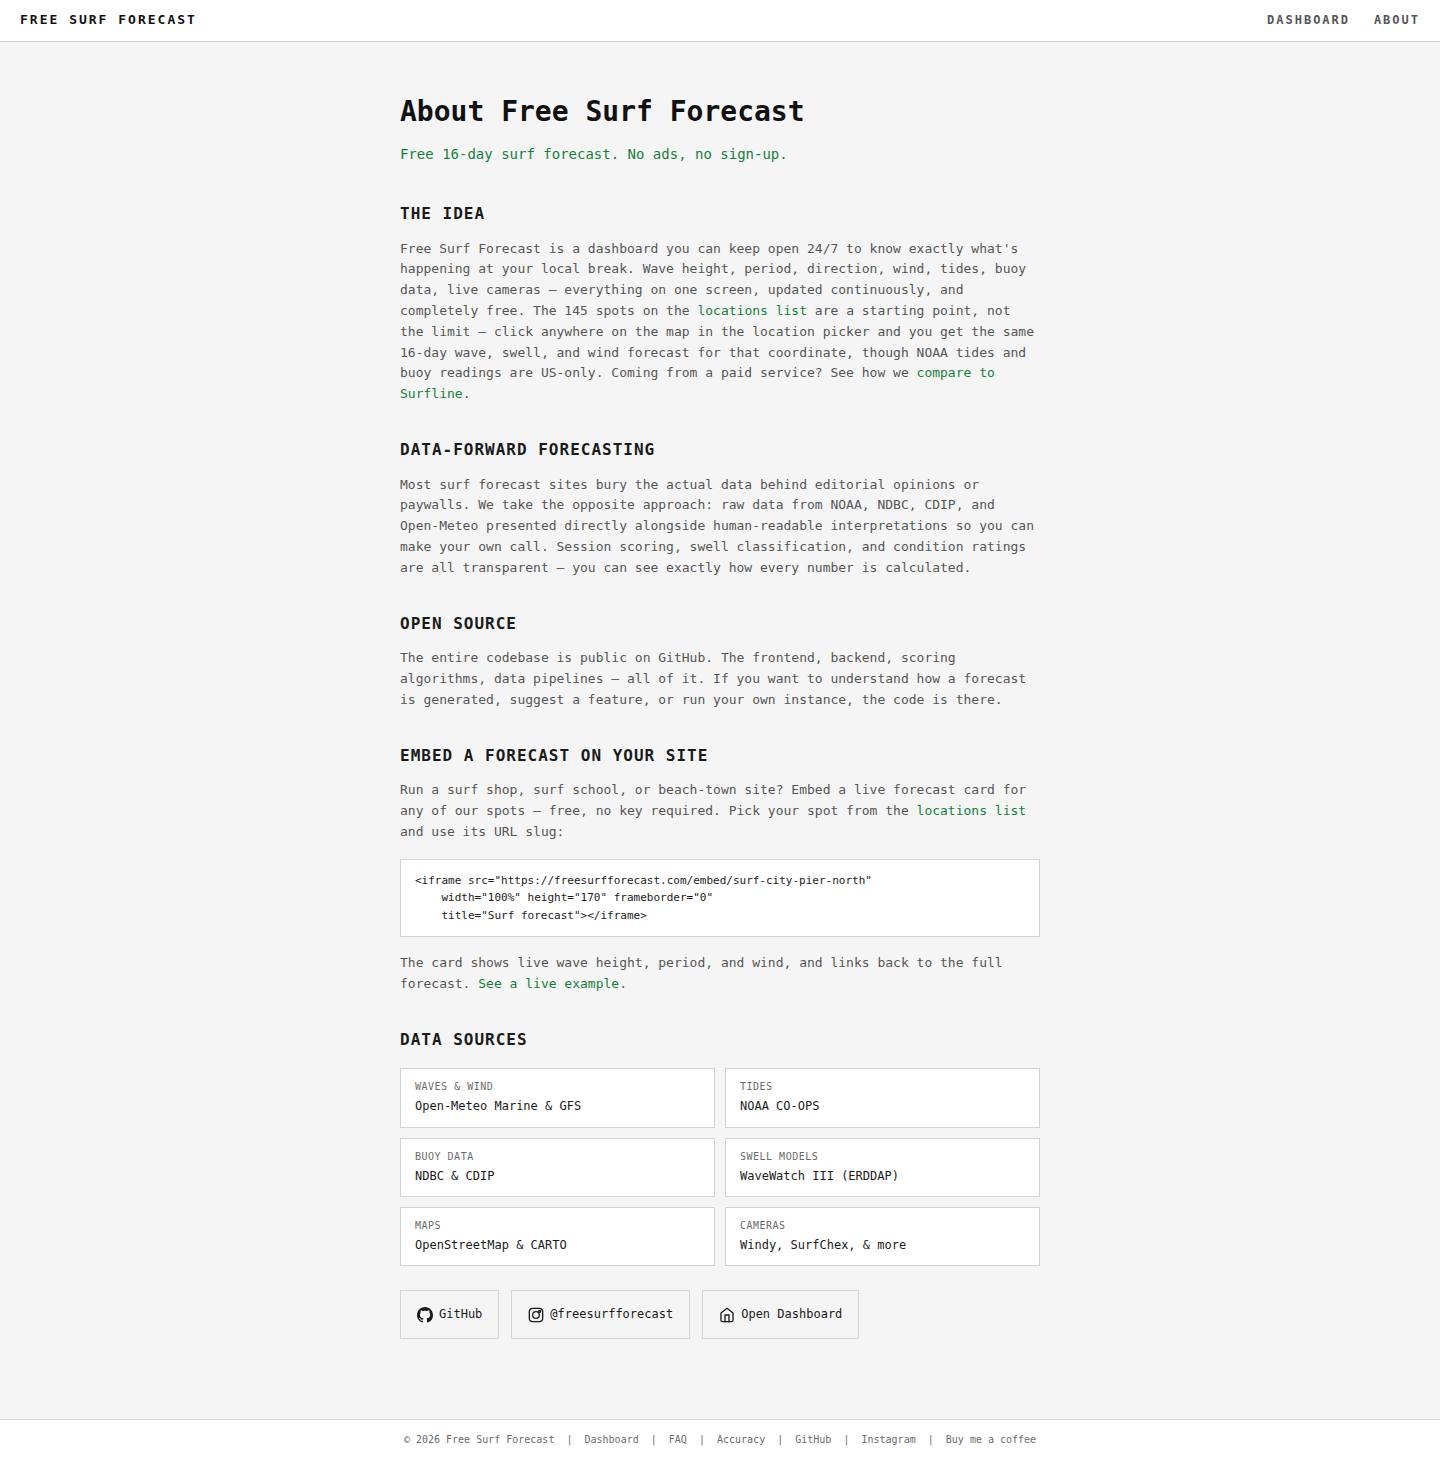 FREE SURF FORECAST
DASHBOARD ABOUT
About Free Surf Forecast
Free 16-day surf forecast. No ads, no sign-up.
THE IDEA
Free Surf Forecast is a dashboard you can keep open 24/7 to know exactly what's
happening at your local break. Wave height, period, direction, wind, tides, buoy
data, live cameras — everything on one screen, updated continuously, and
completely free. The 145 spots on the locations list are a starting point, not
the limit — click anywhere on the map in the location picker and you get the same
16-day wave, swell, and wind forecast for that coordinate, though NOAA tides and
buoy readings are US-only. Coming from a paid service? See how we compare to
Surfline.
DATA-FORWARD FORECASTING
Most surf forecast sites bury the actual data behind editorial opinions or
paywalls. We take the opposite approach: raw data from NOAA, NDBC, CDIP, and
Open-Meteo presented directly alongside human-readable interpretations so you can
make your own call. Session scoring, swell classification, and condition ratings
are all transparent — you can see exactly how every number is calculated.
OPEN SOURCE
The entire codebase is public on GitHub. The frontend, backend, scoring
algorithms, data pipelines — all of it. If you want to understand how a forecast
is generated, suggest a feature, or run your own instance, the code is there.
EMBED A FORECAST ON YOUR SITE
Run a surf shop, surf school, or beach-town site? Embed a live forecast card for
any of our spots — free, no key required. Pick your spot from the locations list
and use its URL slug:
<iframe src="https://freesurfforecast.com/embed/surf-city-pier-north"
    width="100%" height="170" frameborder="0"
    title="Surf forecast"></iframe>
The card shows live wave height, period, and wind, and links back to the full
forecast. See a live example.
DATA SOURCES
WAVES & WIND
Open-Meteo Marine & GFS
TIDES
NOAA CO-OPS
BUOY DATA
NDBC & CDIP
SWELL MODELS
WaveWatch III (ERDDAP)
MAPS
OpenStreetMap & CARTO
CAMERAS
Windy, SurfChex, & more
GitHub
@freesurfforecast
Open Dashboard
© 2026 Free Surf Forecast | Dashboard | FAQ | Accuracy | GitHub | Instagram | Buy me a coffee